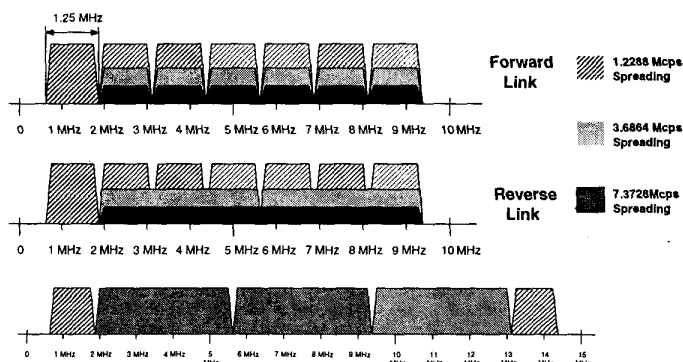 1.25 MHz
Forward Link
1.2288 Mcps Spreading
3.6864 Mcps Spreading
0 1 MHz 2 MHz 3 MHz 4 MHz 5 MHz 6 MHz 7 MHz 8 MHz 9 MHz 10 MHz
Reverse Link
7.3728Mcps Spreading
0 1 MHz 2 MHz 3 MHz 4 MHz 5 MHz 6 MHz 7 MHz 8 MHz 9 MHz 10 MHz
0 1 MHz 2 MHz 3 MHz 4 MHz 5 6 MHz 7 MHz 8 MHz 9 MHz 10 11 12 13 14 15